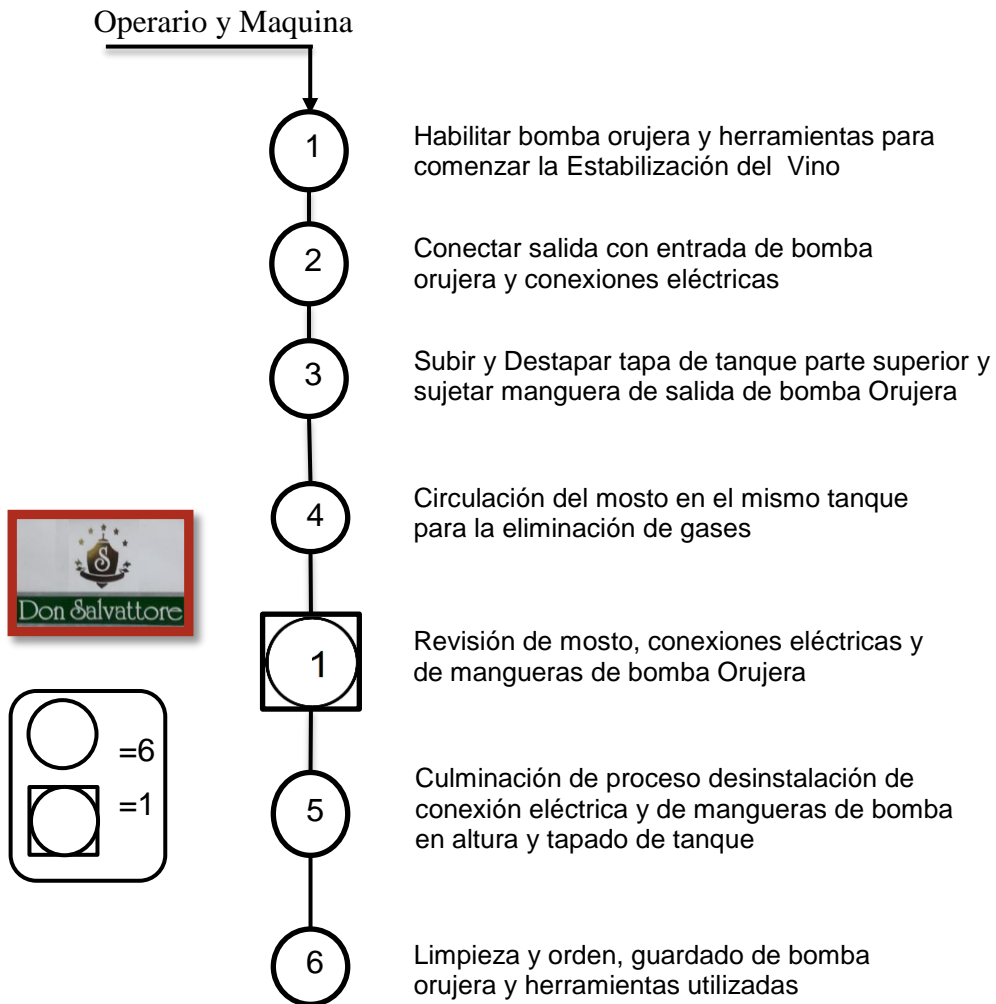 Operario y Maquina
1
Habilitar bomba orujera y herramientas para
comenzar la Estabilización del Vino
2
Conectar salida con entrada de bomba
orujera y conexiones eléctricas
3
Subir y Destapar tapa de tanque parte superior y
sujetar manguera de salida de bomba Orujera
4
Circulación del mosto en el mismo tanque
para la eliminación de gases
S
Don Salvattore
1
Revisión de mosto, conexiones eléctricas y
de mangueras de bomba Orujera
=6
=1
5
Culminación de proceso desinstalación de
conexión eléctrica y de mangueras de bomba
en altura y tapado de tanque
6
Limpieza y orden, guardado de bomba
orujera y herramientas utilizadas